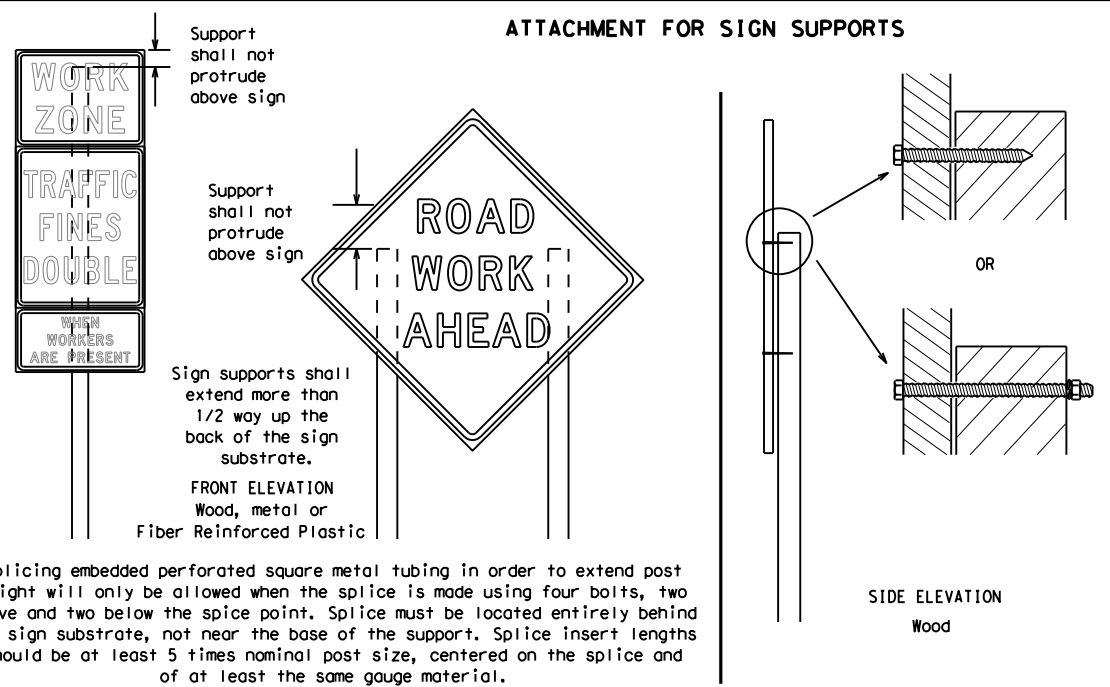 ATTACHMENT FOR SIGN SUPPORTS
Support
shall not
protrude
above sign
WORK
ZONE
TRAFFIC
FINES
DOUBLE
WHEN
WORKERS
ARE PRESENT
Support
shall not
protrude
above sign
ROAD
WORK
AHEAD
Sign supports shall
extend more than
1/2 way up the
back of the sign
substrate.
FRONT ELEVATION
Wood, metal or
Fiber Reinforced Plastic
plicing embedded perforated square metal tubing in order to extend post
ight will only be allowed when the splice is made using four bolts, two
ve and two below the spice point. Splice must be located entirely behind
sign substrate, not near the base of the support. Splice insert lengths
hould be at least 5 times nominal post size, centered on the splice and
of at least the same gauge material.
OR
SIDE ELEVATION
Wood